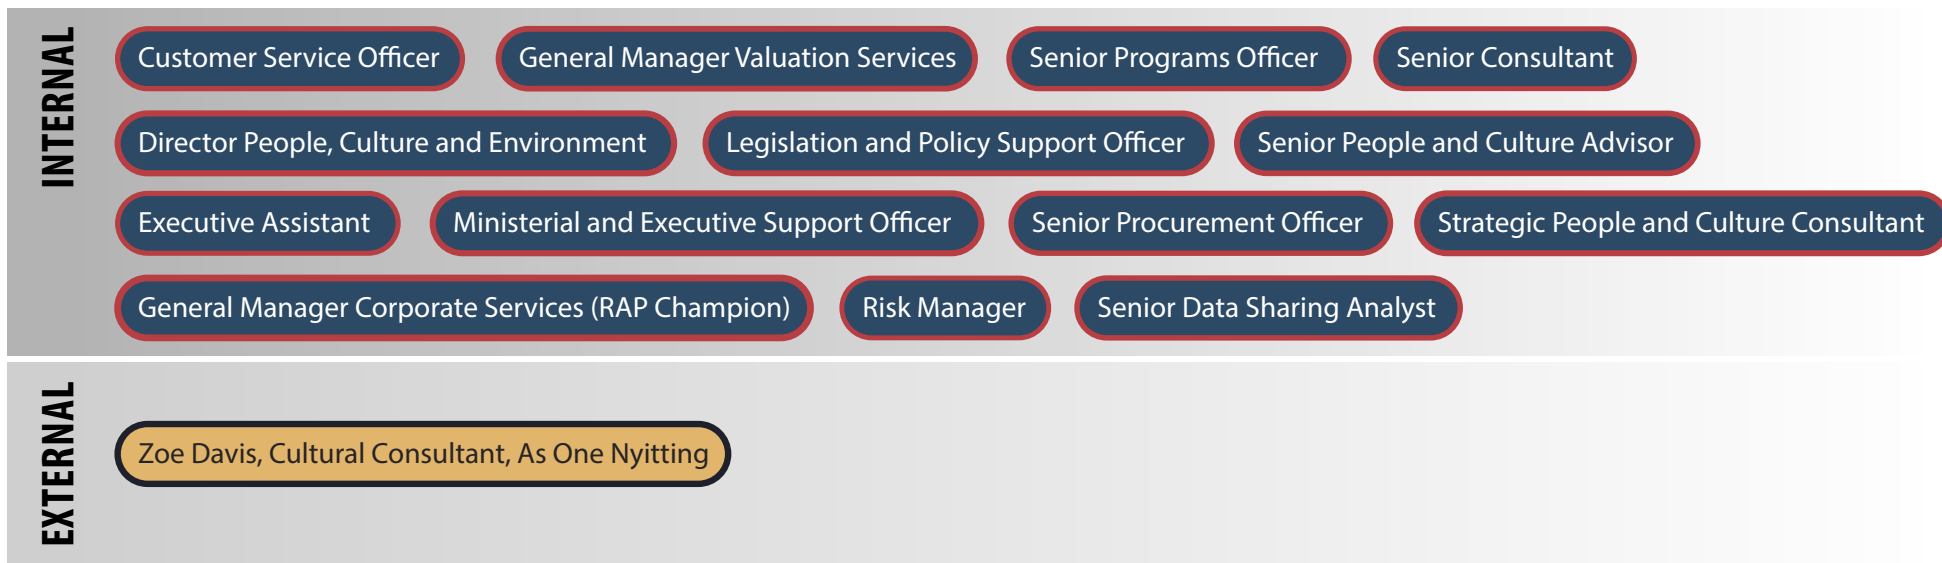 INTERNAL
Customer Service Officer
General Manager Valuation Services
Senior Programs Officer
Senior Consultant
Director People, Culture and Environment
Legislation and Policy Support Officer
Senior People and Culture Advisor
Executive Assistant
Ministerial and Executive Support Officer
Senior Procurement Officer
Strategic People and Culture Consultant
General Manager Corporate Services (RAP Champion)
Risk Manager
Senior Data Sharing Analyst
EXTERNAL
Zoe Davis, Cultural Consultant, As One Nyitting